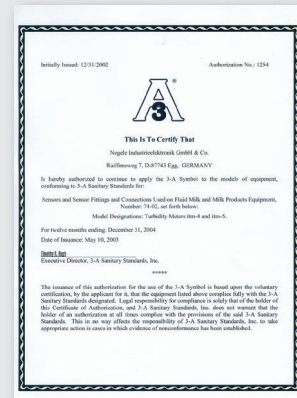 Initially Issued: 12/31/2002 Authorization No.: 1254
3
A
®
This Is To Certify That
Negele Industrieelektronik GmbH & Co.
Raiffeisenweg 7, D-87743 Egg, GERMANY
Is hereby authorized to continue to apply the 3-A Symbol to the models of equipment,
conforming to 3-A Sanitary Standards for:
Sensors and Sensor Fittings and Connections Used on Fluid Milk and Milk Products Equipment,
Number: 74-02, set forth below:
Model Designations: Turbidity Meters itm-4 and itm-5.
For twelve months ending: December 31, 2004
Date of Issuance: May 10, 2003
Timothy R. Rugh
Executive Director, 3-A Sanitary Standards, Inc.
*****
The issuance of this authorization for the use of the 3-A Symbol is based upon the voluntary
certification, by the applicant for it, that the equipment listed above complies fully with the 3-A
Sanitary Standards designated. Legal responsibility for compliance is solely that of the holder of
this Certificate of Authorization, and 3-A Sanitary Standards, Inc. does not warrant that the
holder of an authorization at all times complies with the provisions of the said 3-A Sanitary
Standards. This in no way affects the responsibility of 3-A Sanitary Standards, Inc. to take
appropriate action in cases in which evidence of nonconformance has been established.